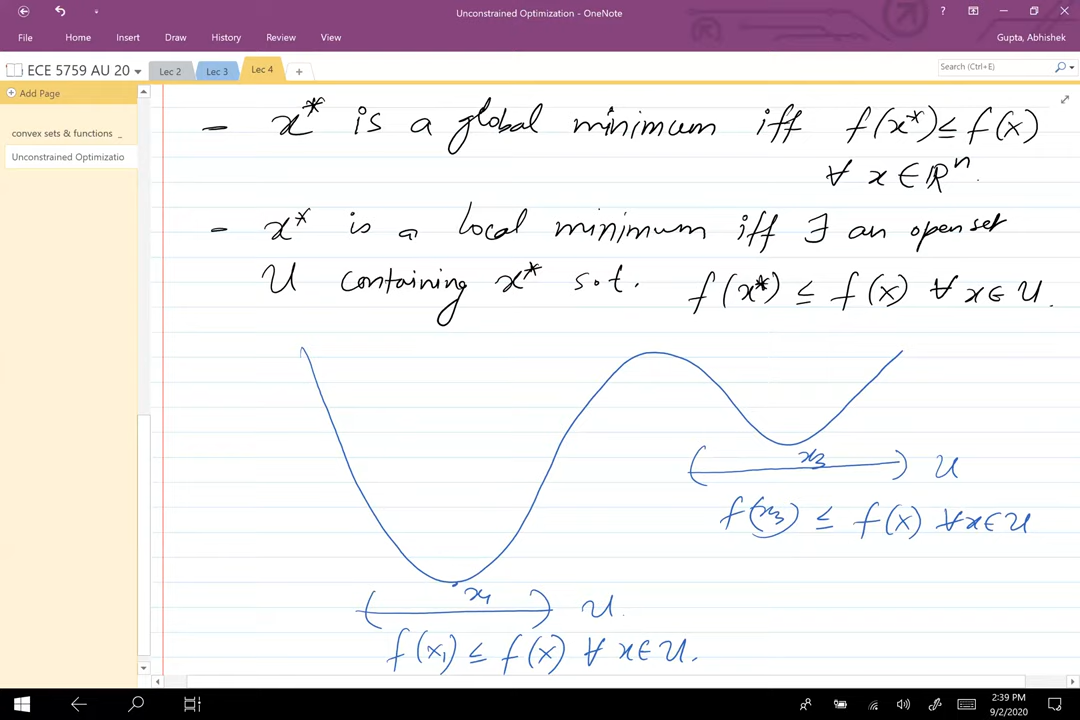 Unconstrained Optimization - OneNote
?
File Home Insert Draw History Review View
Gupta, Abhishek
ECE 5759 AU 20 Lec 2 Lec 3 Lec 4 +
Search (Ctrl+E)
Add Page
convex sets & functions _
Unconstrained Optimizatio
- x* is a global minimum iff f(x*) ≤ f(x)
∀ x ∈ ℝⁿ.
- x* is a local minimum iff ∃ an open set
U containing x* s.t. f(x*) ≤ f(x) ∀ x ∈ U.
x₃
U
f(x₃) ≤ f(x) ∀x∈U
x₁
U.
f(x₁) ≤ f(x) ∀ x∈U.
2:39 PM
9/2/2020